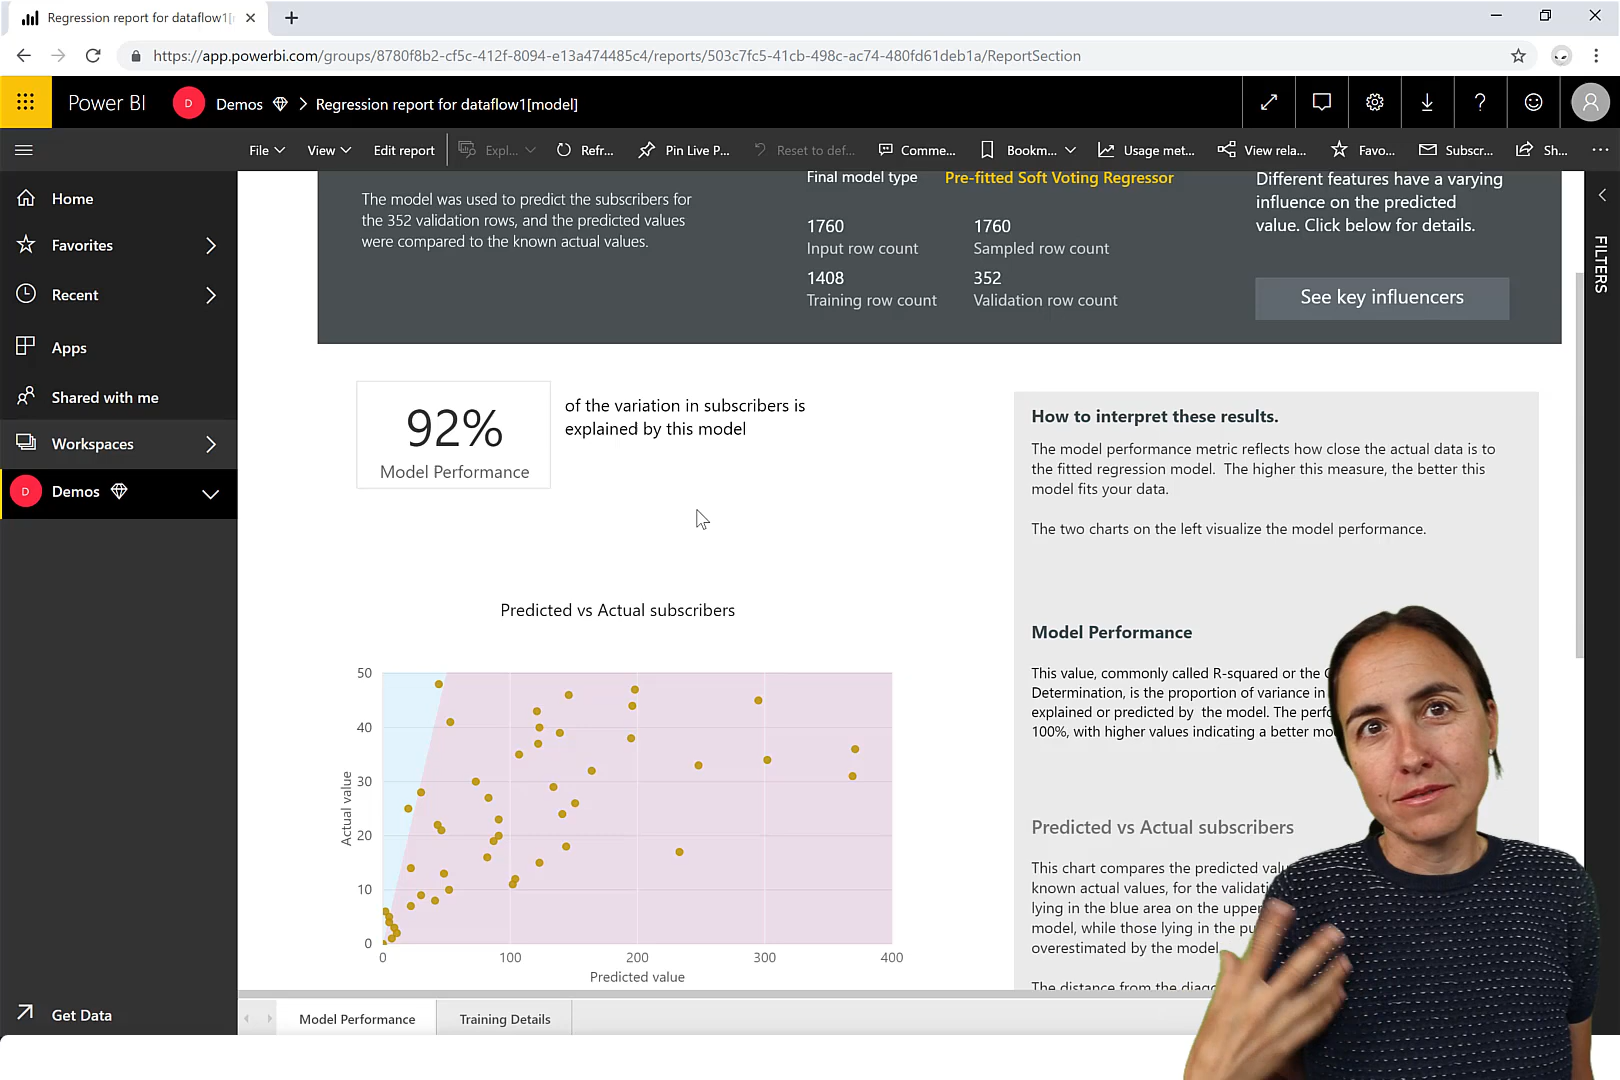 Regression report for dataflow1[
https://app.powerbi.com/groups/8780f8b2-cf5c-412f-8094-e13a474485c4/reports/503c7fc5-41cb-498c-ac74-480fd61deb1a/ReportSection
Power BI
D
Demos
Regression report for dataflow1[model]
?
File
View
Edit report
Expl...
Refr...
Pin Live P...
Reset to def...
Comme...
Bookm...
Usage met...
View rela...
Favo...
Subscr...
Sh...
Home
Favorites
Recent
Apps
Shared with me
Workspaces
D
Demos
Get Data
The model was used to predict the subscribers for
the 352 validation rows, and the predicted values
were compared to the known actual values.
Final model type
Pre-fitted Soft Voting Regressor
1760
Input row count
1760
Sampled row count
1408
Training row count
352
Validation row count
Different features have a varying
influence on the predicted
value. Click below for details.
See key influencers
FILTERS
92%
Model Performance
of the variation in subscribers is
explained by this model
Predicted vs Actual subscribers
Actual value
50
40
30
20
10
0
0
100
200
300
400
Predicted value
How to interpret these results.
The model performance metric reflects how close the actual data is to
the fitted regression model. The higher this measure, the better this
model fits your data.
The two charts on the left visualize the model performance.
Model Performance
This value, commonly called R-squared or the
Determination, is the proportion of variance in
explained or predicted by the model. The
100%, with higher values indicating a better
Predicted vs Actual subscribers
This chart compares the predicted
known actual values, for the
lying in the blue area on the
model, while those lying in the
overestimated by the model.
The distance from the
Model Performance
Training Details